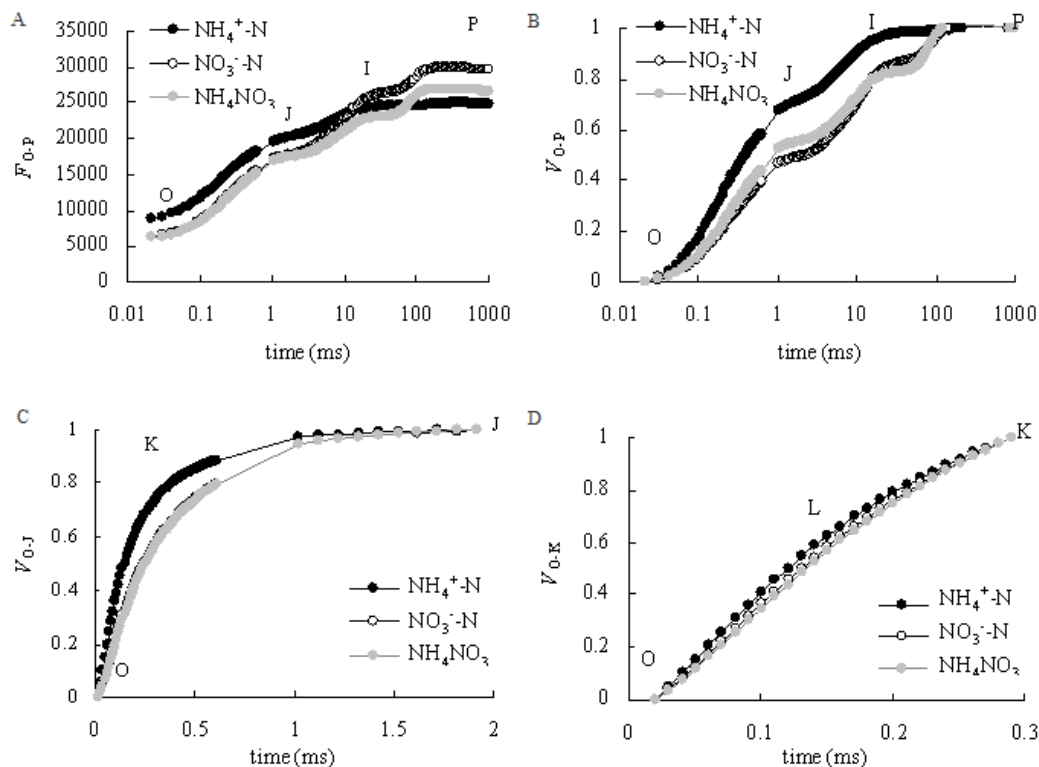 A
B
P
35000
30000
25000
20000
15000
10000
5000
0
NH₄⁺-N
NO₃⁻-N
NH₄NO₃
O
J
I
F O-P
0.01 0.1 1 10 100 1000
time (ms)
I
P
1
0.8
0.6
0.4
0.2
0
NH₄⁺-N
NO₃⁻-N
NH₄NO₃
J
O
V O-P
0.01 0.1 1 10 100 1000
time (ms)
C
D
J
1
0.8
0.6
0.4
0.2
0
K
O
V O-J
NH₄⁺-N
NO₃⁻-N
NH₄NO₃
0 0.5 1 1.5 2
time (ms)
K
1
0.8
0.6
0.4
0.2
0
L
O
V O-K
NH₄⁺-N
NO₃⁻-N
NH₄NO₃
0 0.1 0.2 0.3
time (ms)